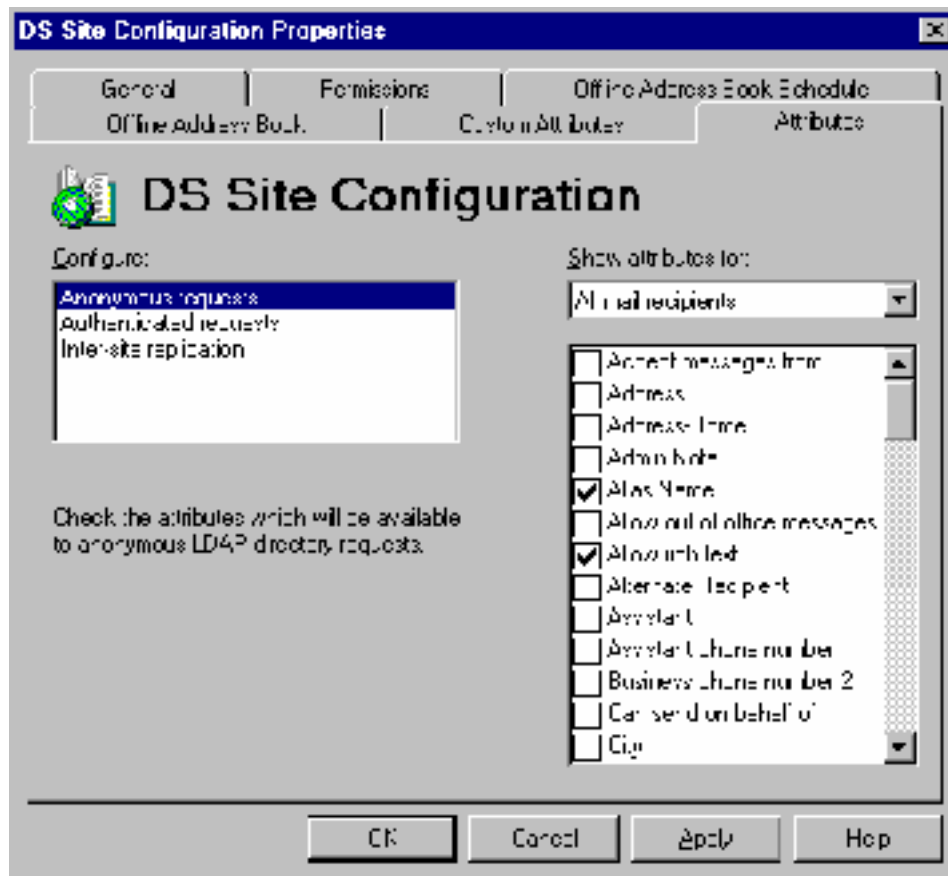 DS Site Configuration Properties
General Permissions Offline Address Book Schedule
Offline Address Book Custom Attributes Attributes
DS Site Configuration
Configure:
Show attributes for:
Anonymous requests
Authenticated requests
Inter-site replication
All mail recipients
Accept messages from
Address
Address-Home
Admin Note
Alias Name
Allow out of office messages
Allow rich text
Alternate Recipient
Assistant
Assistant phone number
Business phone number 2
Can send on behalf of
City
Check the attributes which will be available
to anonymous LDAP directory requests.
OK Cancel Apply Help